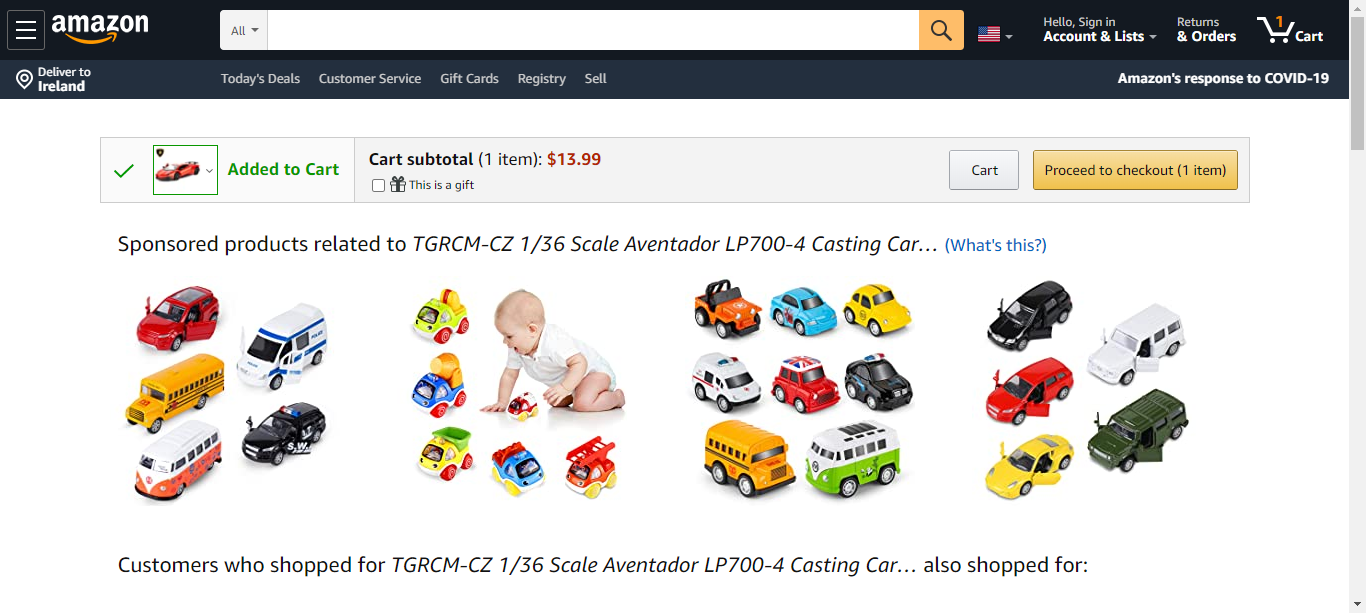 amazon
All
Hello, Sign in
Account & Lists
Returns
& Orders
1
Cart
Deliver to
Ireland
Today's Deals
Customer Service
Gift Cards
Registry
Sell
Amazon's response to COVID-19
Added to Cart
Cart subtotal (1 item): $13.99
This is a gift
Cart
Proceed to checkout (1 item)
Sponsored products related to TGRCM-CZ 1/36 Scale Aventador LP700-4 Casting Car… (What's this?)
POLICE
Customers who shopped for TGRCM-CZ 1/36 Scale Aventador LP700-4 Casting Car… also shopped for: